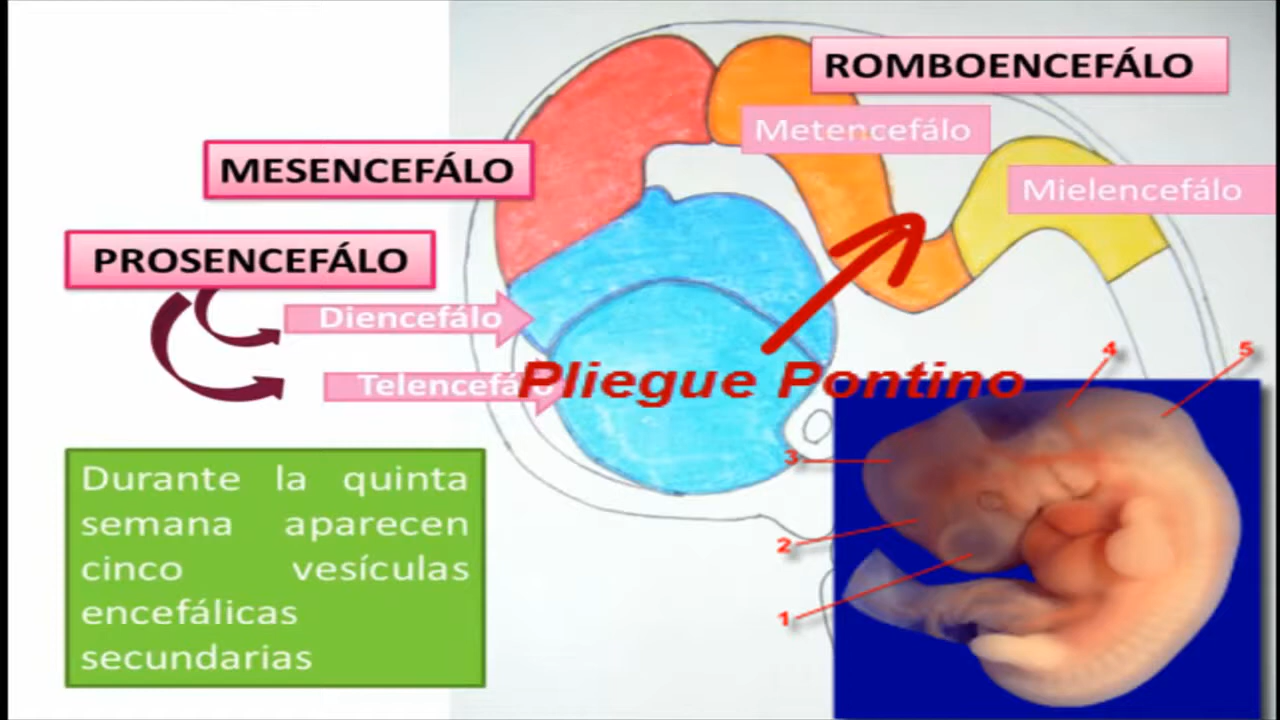 ROMBOENCEFÁLO
Metencefálo
MESENCEFÁLO
Mielencefálo
PROSENCEFÁLO
Diencefálo
Telencefálo
Pliegue Pontino
4
5
3
2
1
Durante la quinta
semana aparecen
cinco vesículas
encefálicas
secundarias